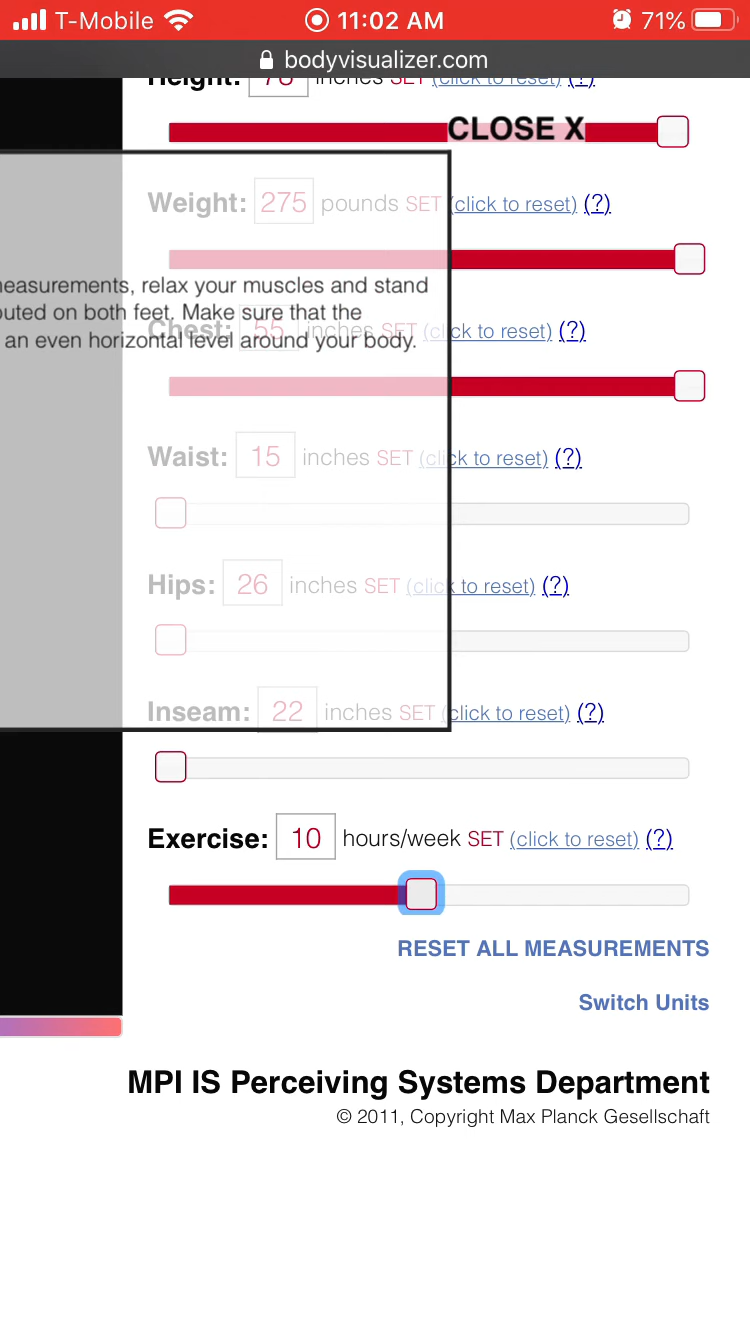 T-Mobile 11:02 AM 71%
bodyvisualizer.com
Height: inches SET (click to reset) (?)
CLOSE X
Weight: 275 pounds SET (click to reset) (?)
easurements, relax your muscles and stand
outed on both feet. Make sure that the
Chest: 55 inches SET (click to reset) (?)
an even horizontal level around your body.
Waist: 15 inches SET (click to reset) (?)
Hips: 26 inches SET (click to reset) (?)
Inseam: 22 inches SET (click to reset) (?)
Exercise: 10 hours/week SET (click to reset) (?)
RESET ALL MEASUREMENTS
Switch Units
MPI IS Perceiving Systems Department
© 2011, Copyright Max Planck Gesellschaft